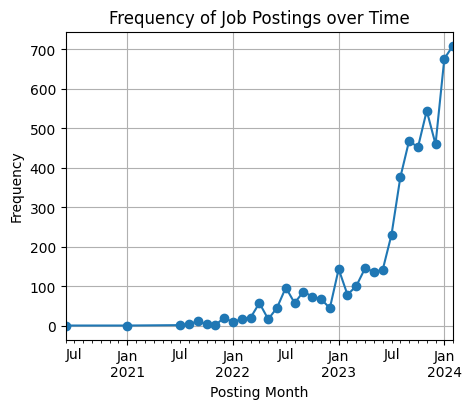 Frequency of Job Postings over Time
Frequency
700
600
500
400
300
200
100
0
Jul Jan Jul Jan Jul Jan Jul Jan
2021 2022 2023 2024
Posting Month